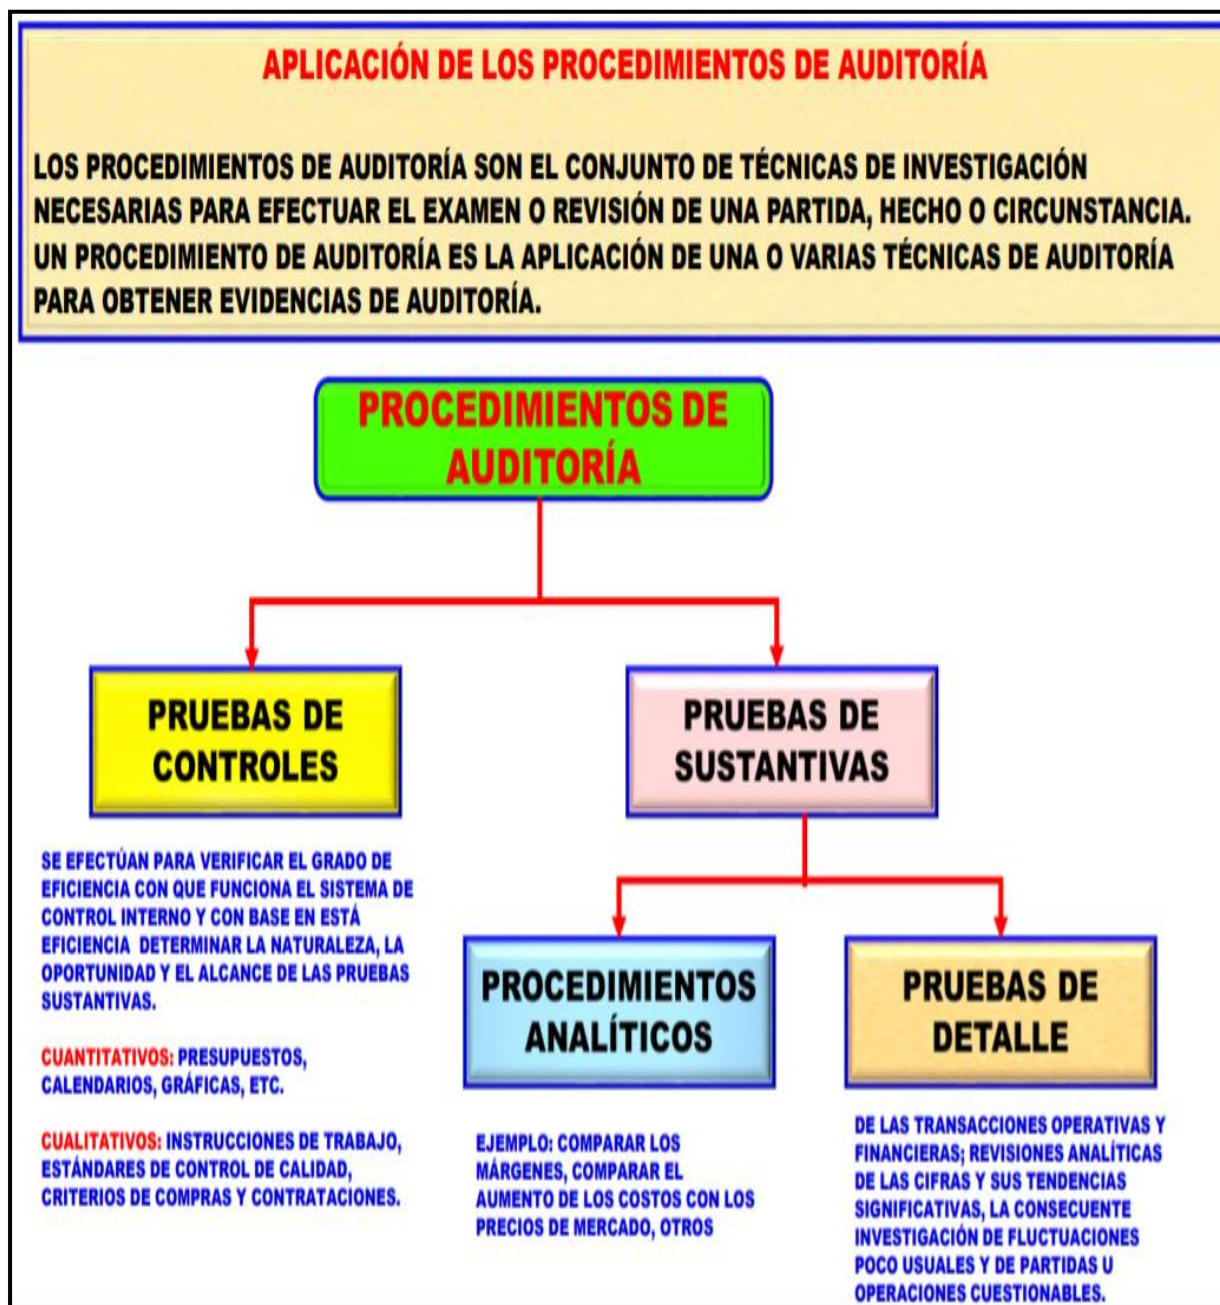 APLICACIÓN DE LOS PROCEDIMIENTOS DE AUDITORÍA
LOS PROCEDIMIENTOS DE AUDITORÍA SON EL CONJUNTO DE TÉCNICAS DE INVESTIGACIÓN
NECESARIAS PARA EFECTUAR EL EXAMEN O REVISIÓN DE UNA PARTIDA, HECHO O CIRCUNSTANCIA.
UN PROCEDIMIENTO DE AUDITORÍA ES LA APLICACIÓN DE UNA O VARIAS TÉCNICAS DE AUDITORÍA
PARA OBTENER EVIDENCIAS DE AUDITORÍA.
PROCEDIMIENTOS DE
AUDITORÍA
PRUEBAS DE
CONTROLES
SE EFECTÚAN PARA VERIFICAR EL GRADO DE
EFICIENCIA CON QUE FUNCIONA EL SISTEMA DE
CONTROL INTERNO Y CON BASE EN ESTÁ
EFICIENCIA DETERMINAR LA NATURALEZA, LA
OPORTUNIDAD Y EL ALCANCE DE LAS PRUEBAS
SUSTANTIVAS.
CUANTITATIVOS: PRESUPUESTOS,
CALENDARIOS, GRÁFICAS, ETC.
CUALITATIVOS: INSTRUCCIONES DE TRABAJO,
ESTÁNDARES DE CONTROL DE CALIDAD,
CRITERIOS DE COMPRAS Y CONTRATACIONES.
PRUEBAS DE
SUSTANTIVAS
PROCEDIMIENTOS
ANALÍTICOS
EJEMPLO: COMPARAR LOS
MÁRGENES, COMPARAR EL
AUMENTO DE LOS COSTOS CON LOS
PRECIOS DE MERCADO, OTROS
PRUEBAS DE
DETALLE
DE LAS TRANSACCIONES OPERATIVAS Y
FINANCIERAS; REVISIONES ANALÍTICAS
DE LAS CIFRAS Y SUS TENDENCIAS
SIGNIFICATIVAS, LA CONSECUENTE
INVESTIGACIÓN DE FLUCTUACIONES
POCO USUALES Y DE PARTIDAS U
OPERACIONES CUESTIONABLES.